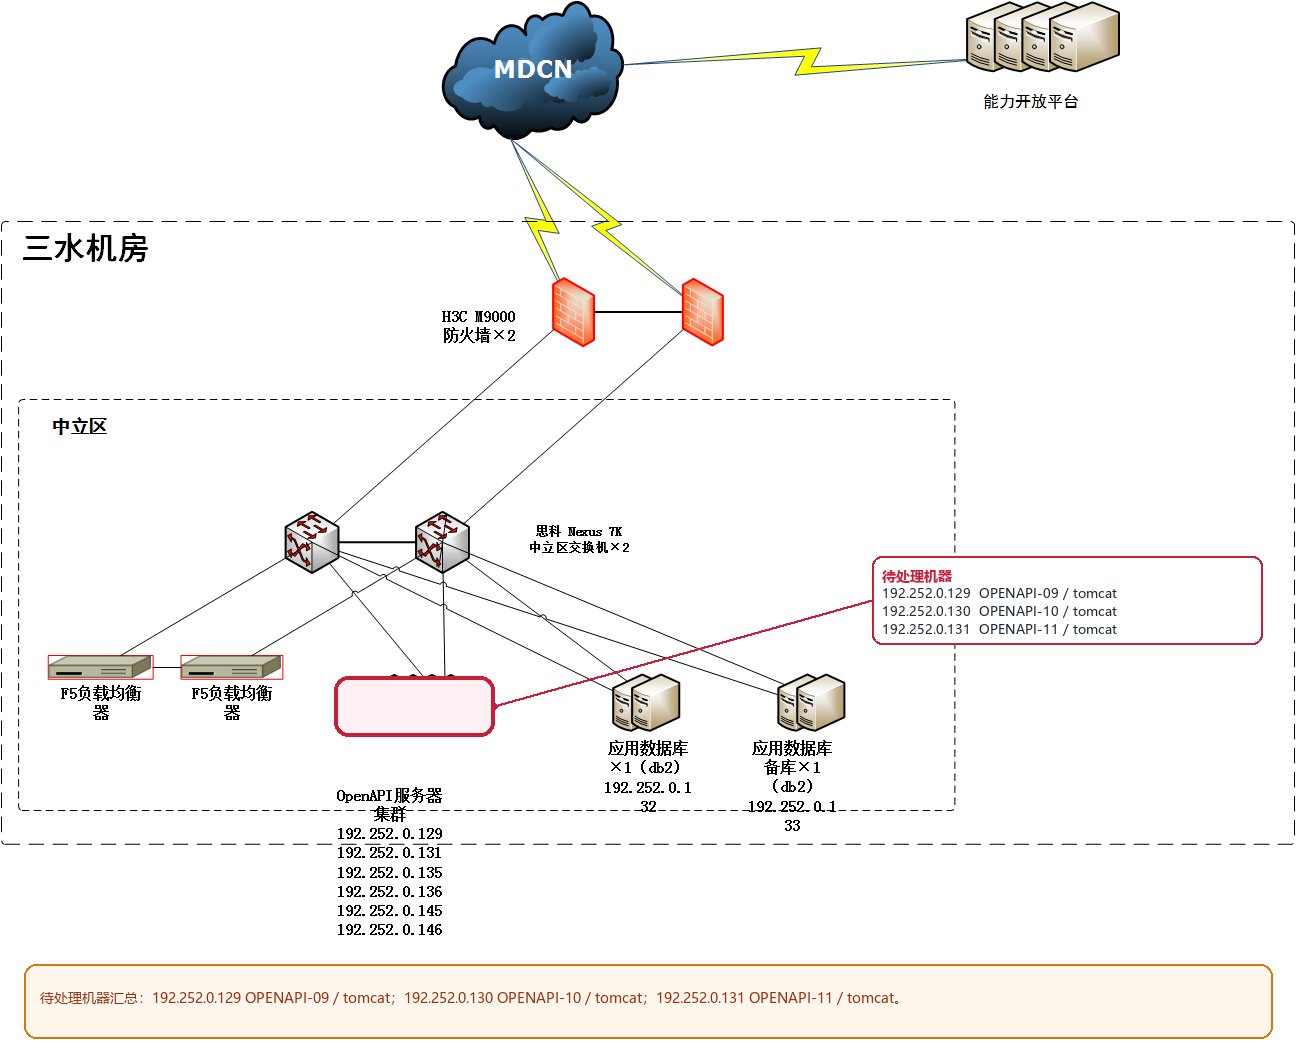 MDCN
能力开放平台
三水机房
H3C M9000
防火墙×2
中立区
思科 Nexus 7K
中立区交换机×2
待处理机器
192.252.0.129  OPENAPI-09 / tomcat
192.252.0.130  OPENAPI-10 / tomcat
192.252.0.131  OPENAPI-11 / tomcat
F5负载均衡
器
F5负载均衡
器
应用数据库
×1（db2）
192.252.0.1
32
应用数据库
备库×1
（db2）
192.252.0.1
33
OpenAPI服务器
集群
192.252.0.129
192.252.0.131
192.252.0.135
192.252.0.136
192.252.0.145
192.252.0.146
待处理机器汇总：192.252.0.129 OPENAPI-09 / tomcat；192.252.0.130 OPENAPI-10 / tomcat；192.252.0.131 OPENAPI-11 / tomcat。